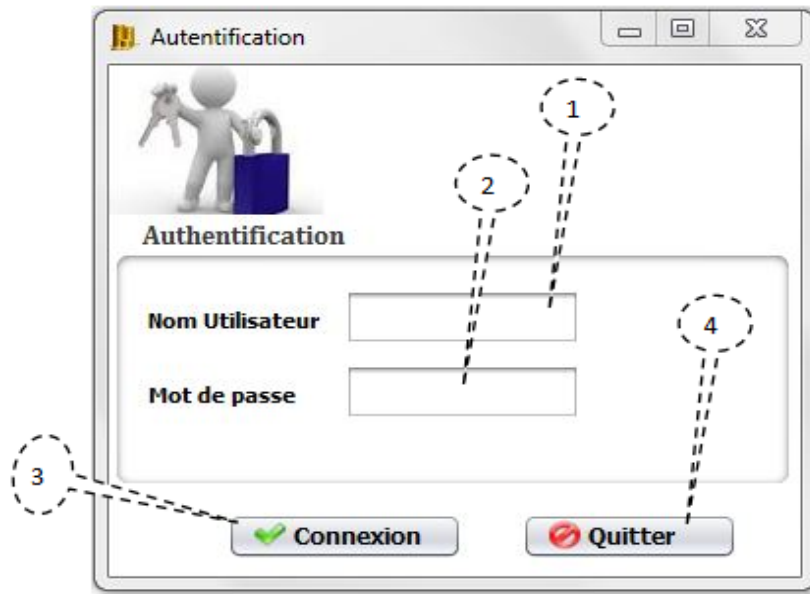 Autentification
1
2
Authentification
Nom Utilisateur
4
Mot de passe
3
Connexion
Quitter